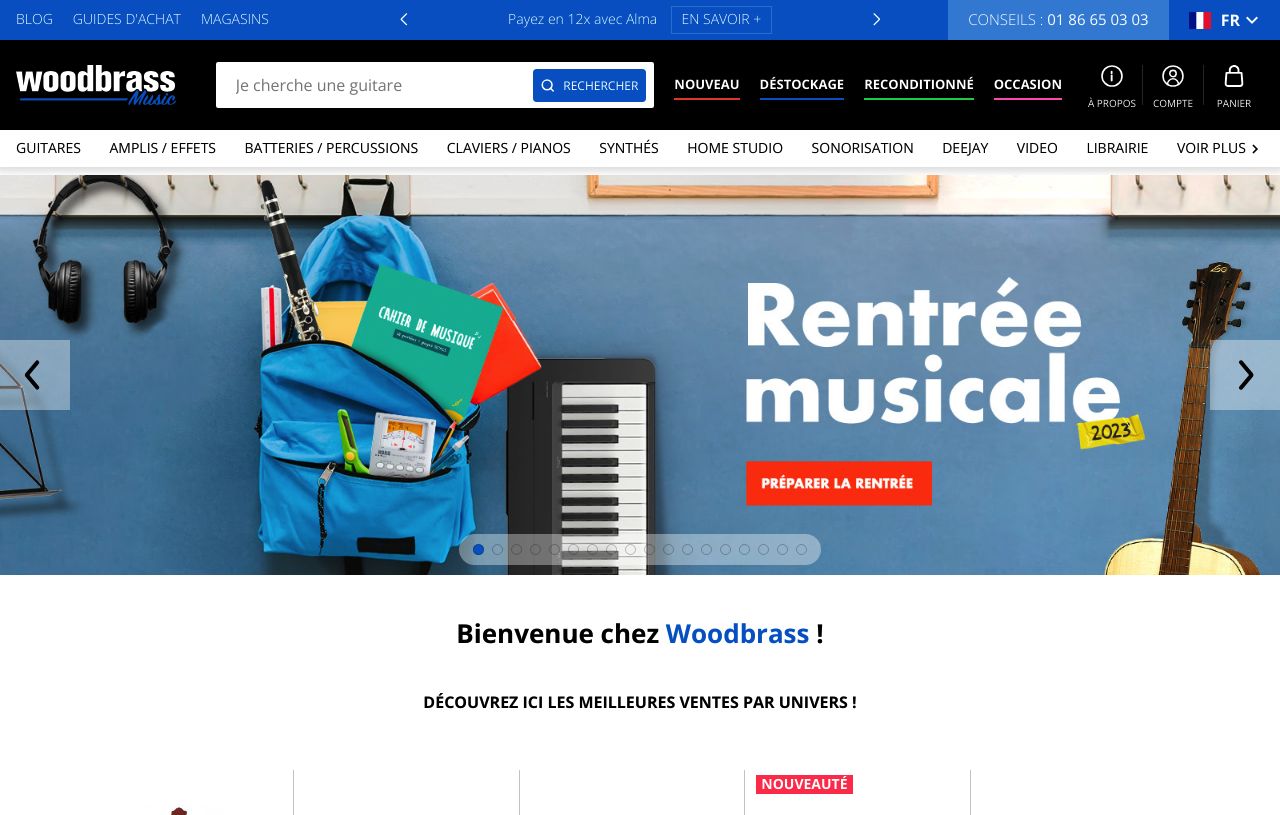 BLOG GUIDES D'ACHAT MAGASINS
Payez en 12x avec Alma EN SAVOIR +
CONSEILS : 01 86 65 03 03
FR
woodbrass
Music
Je cherche une guitare
RECHERCHER
NOUVEAU DÉSTOCKAGE RECONDITIONNÉ OCCASION
À PROPOS COMPTE PANIER
GUITARES AMPLIS / EFFETS BATTERIES / PERCUSSIONS CLAVIERS / PIANOS SYNTHÉS HOME STUDIO SONORISATION DEEJAY VIDEO LIBRAIRIE VOIR PLUS
CAHIER DE MUSIQUE
Rentrée
musicale
2023
PRÉPARER LA RENTRÉE
Bienvenue chez Woodbrass !
DÉCOUVREZ ICI LES MEILLEURES VENTES PAR UNIVERS !
NOUVEAUTÉ